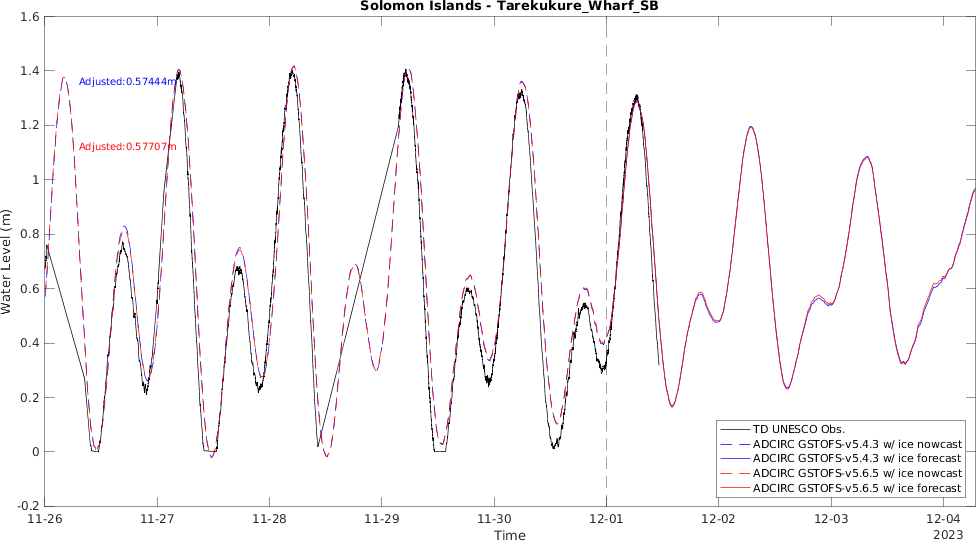 Solomon Islands - Tarekukure_Wharf_SB
1.6
1.4
1.2
1
0.8
0.6
0.4
0.2
0
-0.2
Water Level (m)
Adjusted:0.57444m
Adjusted:0.57707m
TD UNESCO Obs.
ADCIRC GSTOFS-v5.4.3 w/ ice nowcast
ADCIRC GSTOFS-v5.4.3 w/ ice forecast
ADCIRC GSTOFS-v5.6.5 w/ ice nowcast
ADCIRC GSTOFS-v5.6.5 w/ ice forecast
11-26 11-27 11-28 11-29 11-30 12-01 12-02 12-03 12-04
Time
2023